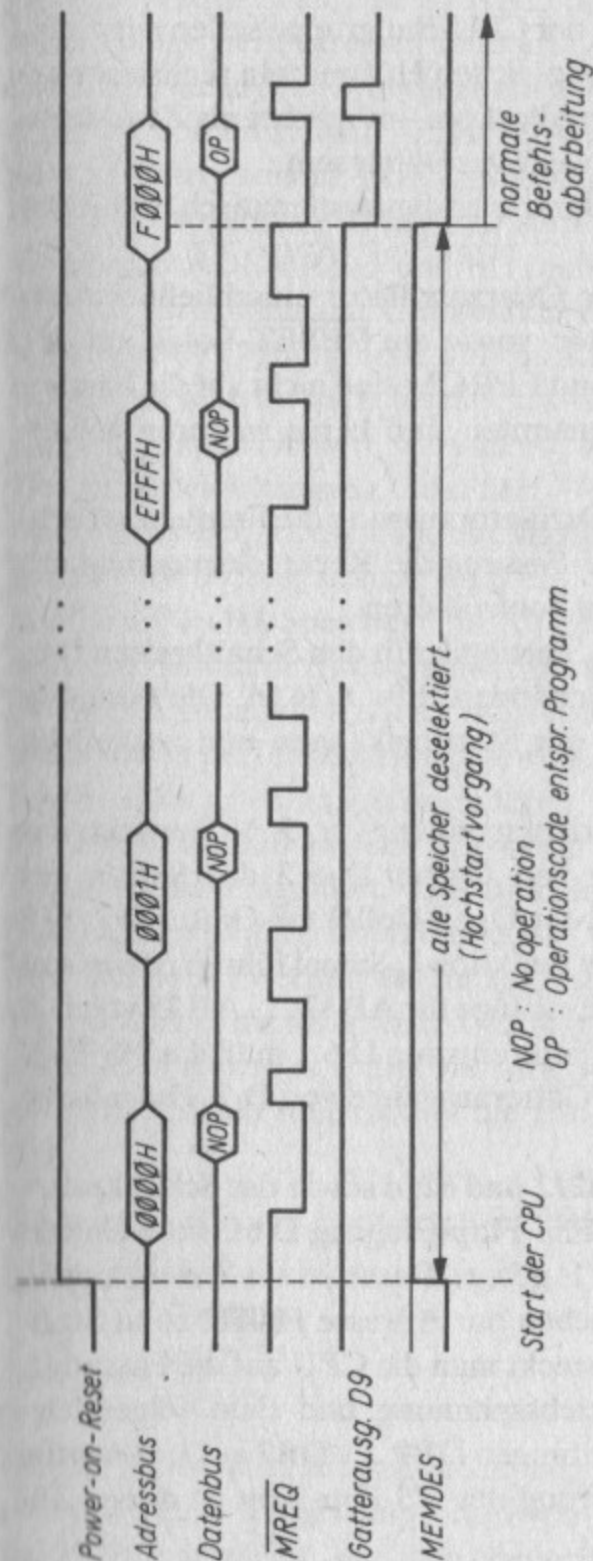 Power-on-Reset
Adressbus ØØØØH ØØØ1H EFFFH FØØØH
Datenbus NOP NOP NOP OP
MREQ
Gatterausg. D9
MEMDES
alle Speicher deselektiert
(Hochstartvorgang)
normale
Befehls-
abarbeitung
Start der CPU
NOP No operation
OP Operationscode entspr. Programm